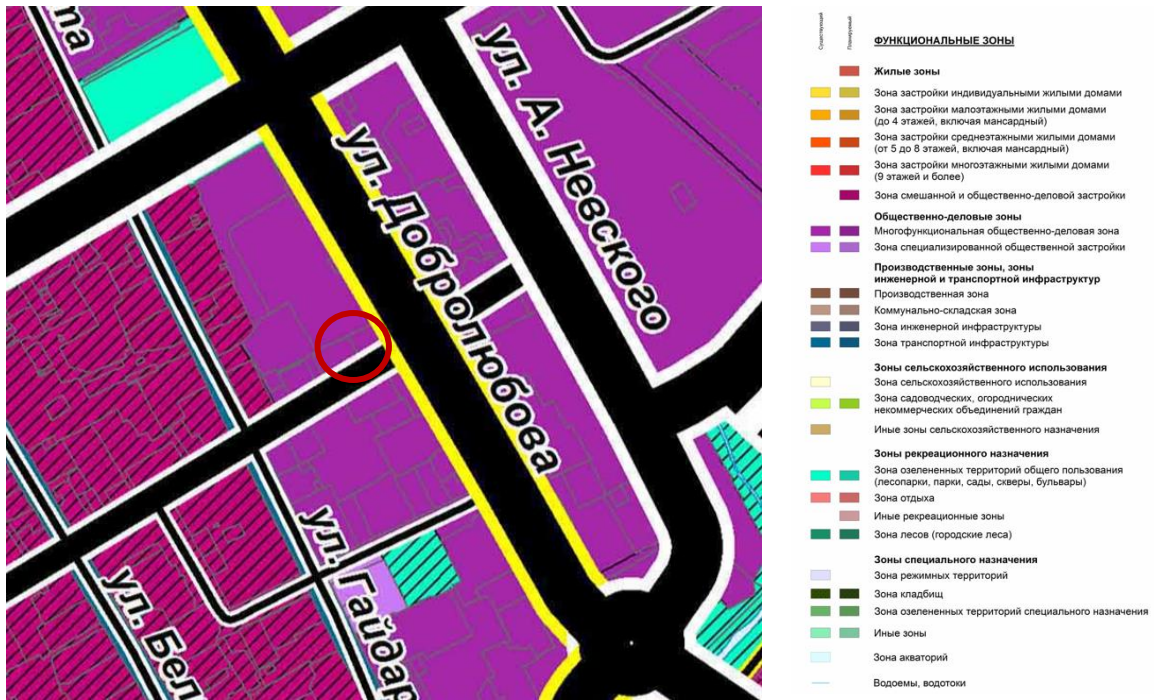 ул. А. Невского
ул. Добролюбова
ул. Гайдар
ул. Бел
та
Существующий
Планируемый
ФУНКЦИОНАЛЬНЫЕ ЗОНЫ
Жилые зоны
Зона застройки индивидуальными жилыми домами
Зона застройки малоэтажными жилыми домами
(до 4 этажей, включая мансардный)
Зона застройки среднеэтажными жилыми домами
(от 5 до 8 этажей, включая мансардный)
Зона застройки многоэтажными жилыми домами
(9 этажей и более)
Зона смешанной и общественно-деловой застройки
Общественно-деловые зоны
Многофункциональная общественно-деловая зона
Зона специализированной общественной застройки
Производственные зоны, зоны
инженерной и транспортной инфраструктур
Производственная зона
Коммунально-складская зона
Зона инженерной инфраструктуры
Зона транспортной инфраструктуры
Зоны сельскохозяйственного использования
Зона сельскохозяйственного использования
Зона садоводческих, огороднических
некоммерческих объединений граждан
Иные зоны сельскохозяйственного назначения
Зоны рекреационного назначения
Зона озелененных территорий общего пользования
(лесопарки, парки, сады, скверы, бульвары)
Зона отдыха
Иные рекреационные зоны
Зона лесов (городские леса)
Зоны специального назначения
Зона режимных территорий
Зона кладбищ
Зона озелененных территорий специального назначения
Иные зоны
Зона акваторий
Водоемы, водотоки